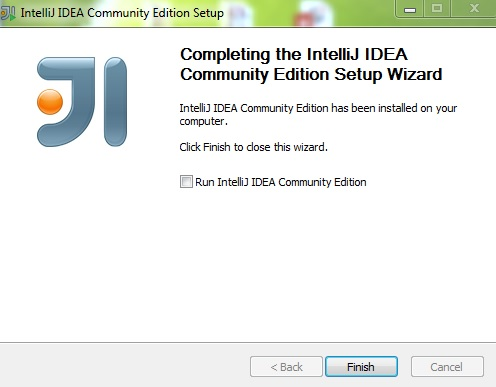 IntelliJ IDEA Community Edition Setup
Completing the IntelliJ IDEA
Community Edition Setup Wizard
IntelliJ IDEA Community Edition has been installed on your
computer.
Click Finish to close this wizard.
Run IntelliJ IDEA Community Edition
< Back
Finish
Cancel